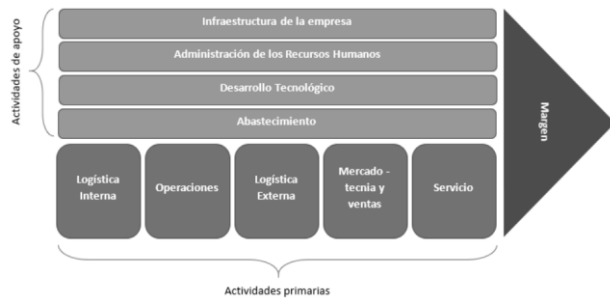 Actividades de apoyo
Infraestructura de la empresa
Administración de los Recursos Humanos
Desarrollo Tecnológico
Abastecimiento
Logística
Interna
Operaciones
Logística
Externa
Mercado -
tecnia y
ventas
Servicio
Margen
Actividades primarias